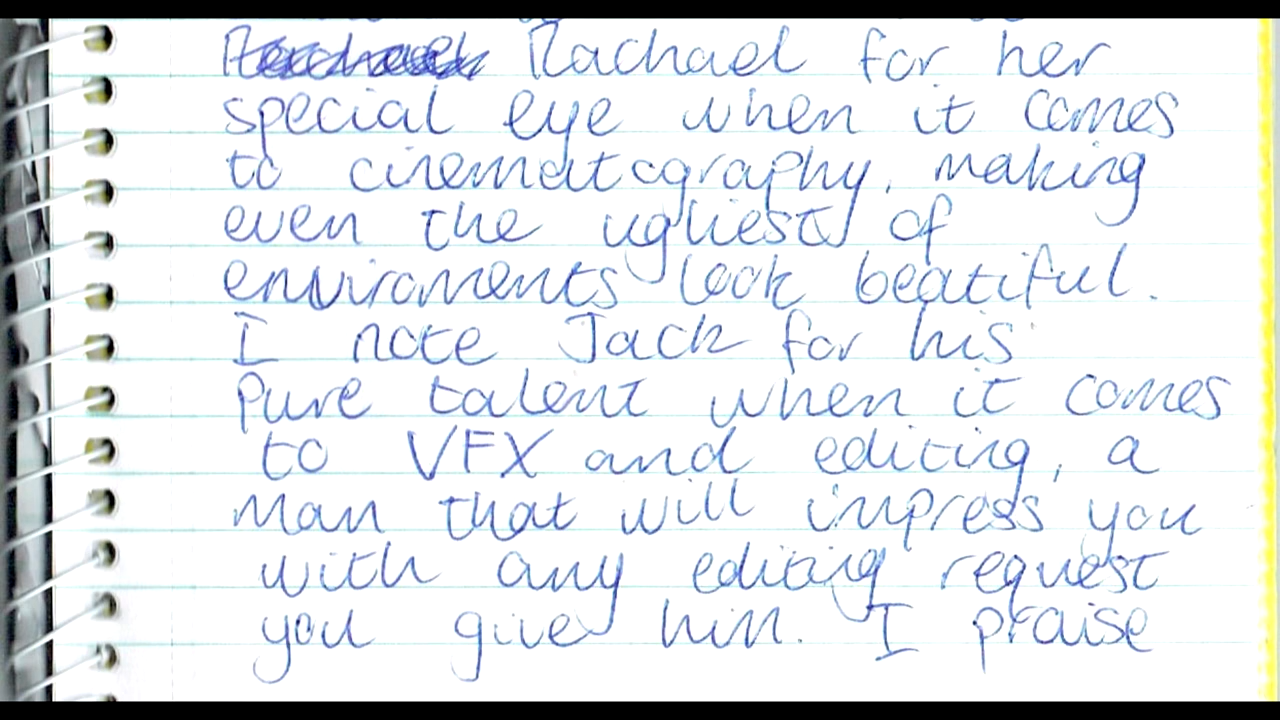 Rachael for her
special eye when it comes
to cinematography, making
even the ugliest of
enviroments look beatiful.
I note Jack for his
pure talent when it comes
to VFX and editing, a
man that will impress you
with any editing request
you give him. I praise